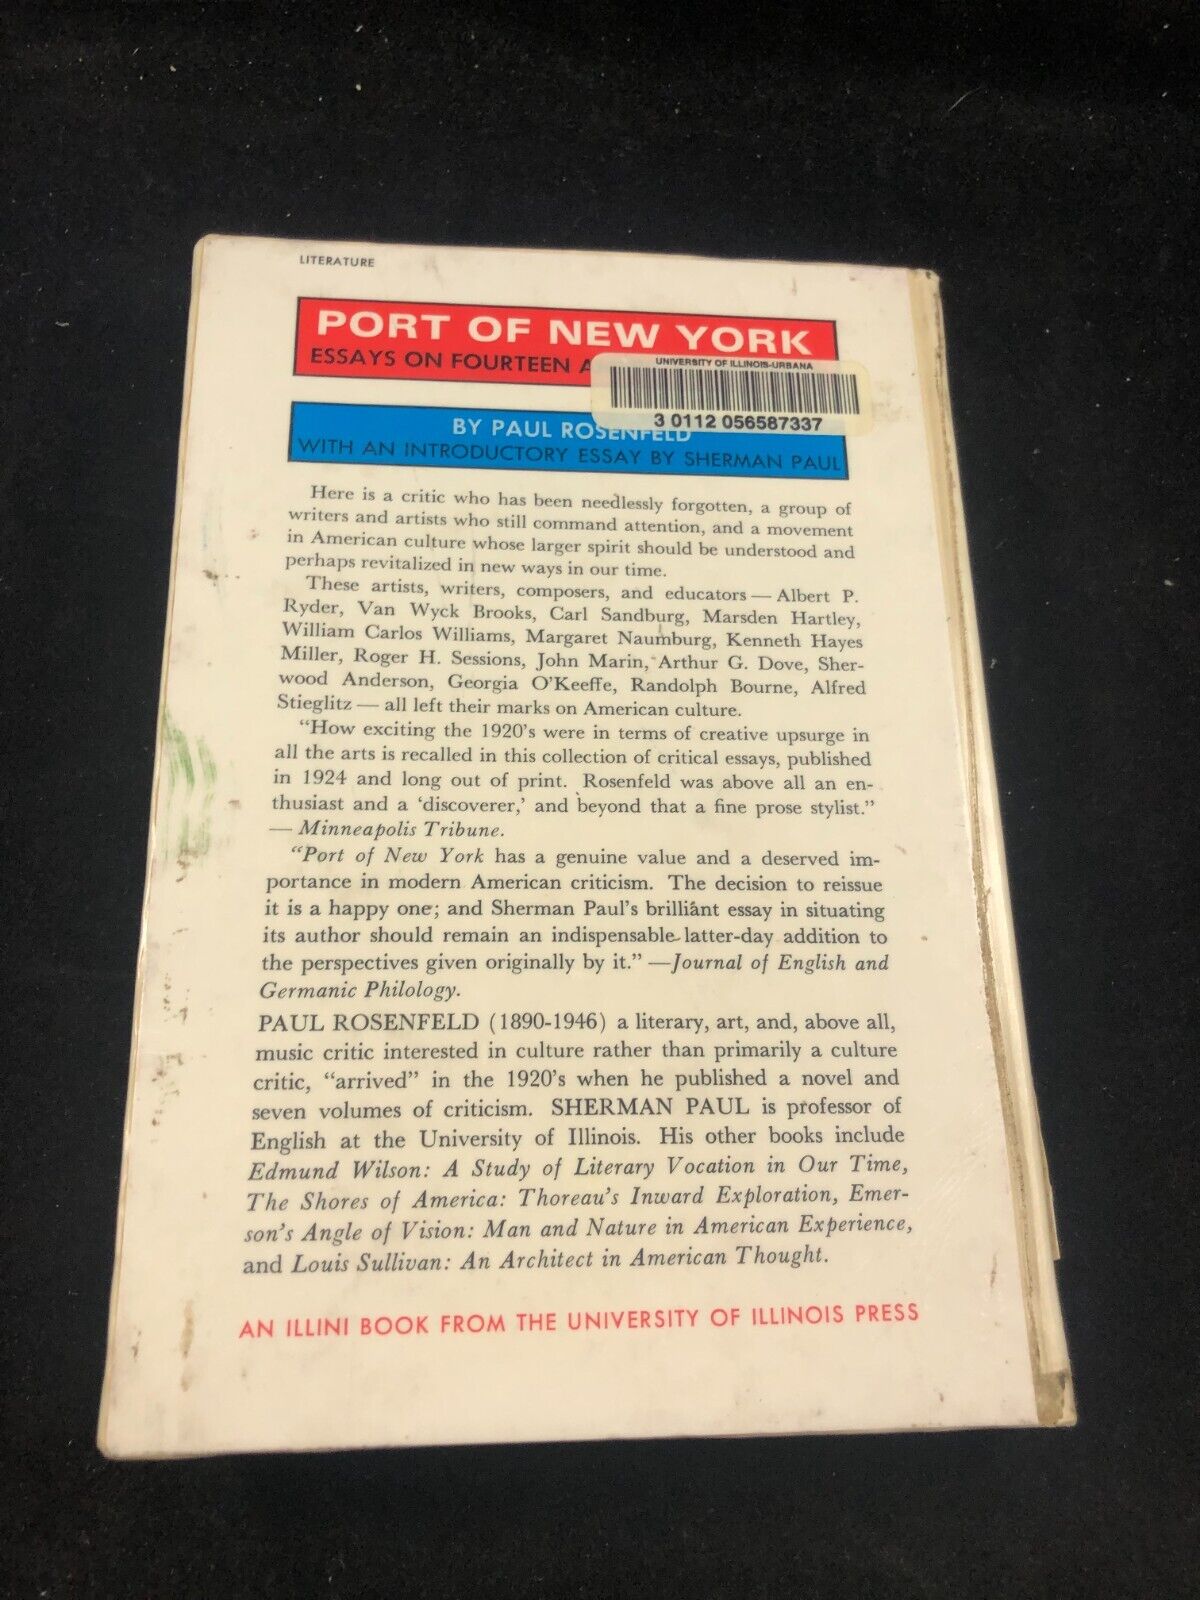 LITERATURE
PORT OF NEW YORK
ESSAYS ON FOURTEEN
UNIVERSITY OF ILLINOIS-URBANA
3 0112 056587337
BY PAUL ROSENFELD
WITH AN INTRODUCTORY ESSAY BY SHERMAN PAUL
Here is a critic who has been needlessly forgotten, a group of
writers and artists who still command attention, and a movement
in American culture whose larger spirit should be understood and
perhaps revitalized in new ways in our time.
These artists, writers, composers, and educators — Albert P.
Ryder, Van Wyck Brooks, Carl Sandburg, Marsden Hartley,
William Carlos Williams, Margaret Naumburg, Kenneth Hayes
Miller, Roger H. Sessions, John Marin, Arthur G. Dove, Sher-
wood Anderson, Georgia O'Keeffe, Randolph Bourne, Alfred
Stieglitz — all left their marks on American culture.
"How exciting the 1920's were in terms of creative upsurge in
all the arts is recalled in this collection of critical essays, published
in 1924 and long out of print. Rosenfeld was above all an en-
thusiast and a 'discoverer,' and beyond that a fine prose stylist."
— Minneapolis Tribune.
"Port of New York has a genuine value and a deserved im-
portance in modern American criticism. The decision to reissue
it is a happy one; and Sherman Paul's brilliant essay in situating
its author should remain an indispensable latter-day addition to
the perspectives given originally by it." —Journal of English and
Germanic Philology.
PAUL ROSENFELD (1890-1946) a literary, art, and, above all,
music critic interested in culture rather than primarily a culture
critic, "arrived" in the 1920's when he published a novel and
seven volumes of criticism. SHERMAN PAUL is professor of
English at the University of Illinois. His other books include
Edmund Wilson: A Study of Literary Vocation in Our Time,
The Shores of America: Thoreau's Inward Exploration, Emer-
son's Angle of Vision: Man and Nature in American Experience,
and Louis Sullivan: An Architect in American Thought.
AN ILLINI BOOK FROM THE UNIVERSITY OF ILLINOIS PRESS